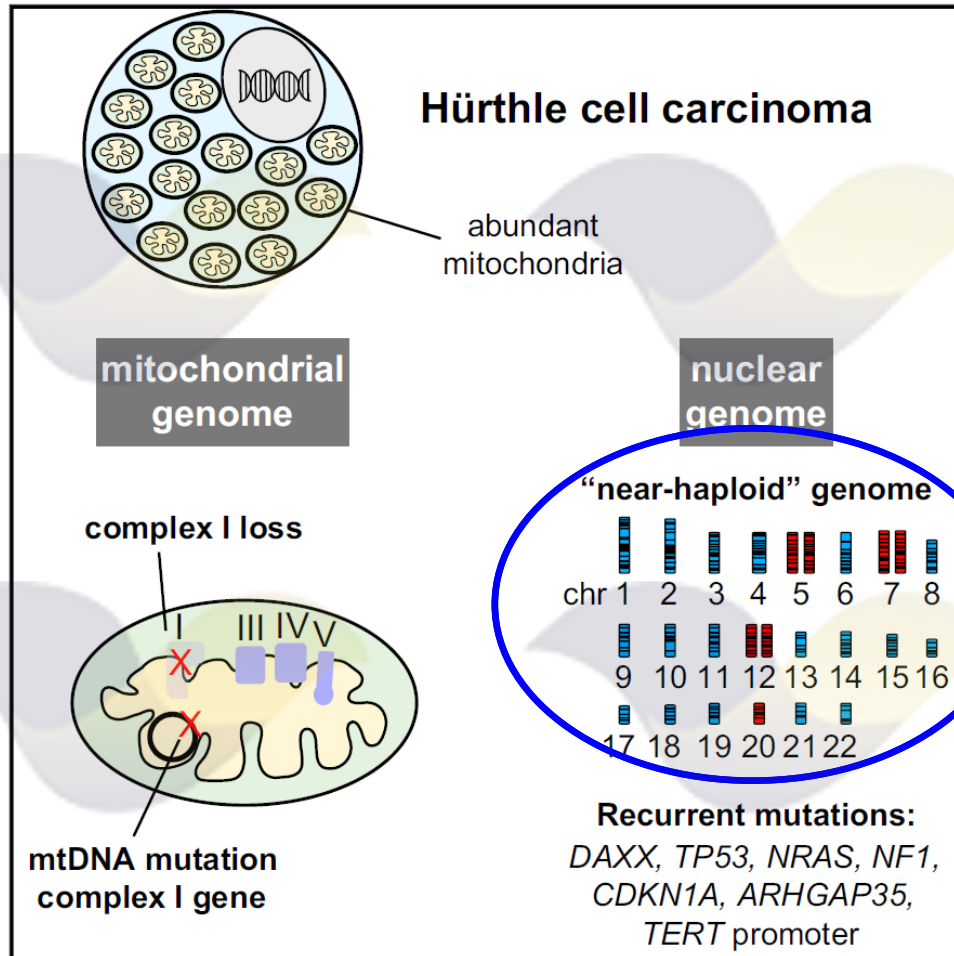 Hürthle cell carcinoma
abundant
mitochondria
mitochondrial
genome
nuclear
genome
complex I loss
I III IV V
X
X
mtDNA mutation
complex I gene
“near-haploid” genome
chr 1 2 3 4 5 6 7 8
9 10 11 12 13 14 15 16
17 18 19 20 21 22
Recurrent mutations:
DAXX, TP53, NRAS, NF1,
CDKN1A, ARHGAP35,
TERT promoter